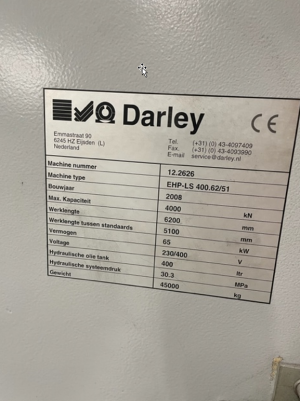 Darley CE
Emmastraat 90
6245 HZ Eijsden (L)
Nederland
Tel. (+31) (0) 43-4097409
Fax. (+31) (0) 43-4093990
E-mail service@darley.nl
Machine nummer 12.2626
Machine type EHP-LS 400.62/51
Bouwjaar 2008
Max. Kapaciteit 4000 kN
Werklengte 6200 mm
Werklengte tussen standaards 5100 mm
Vermogen 65 kW
Voltage 230/400 V
Hydraulische olie tank 400 ltr
Hydraulische systeemdruk 30.3 MPa
Gewicht 45000 kg